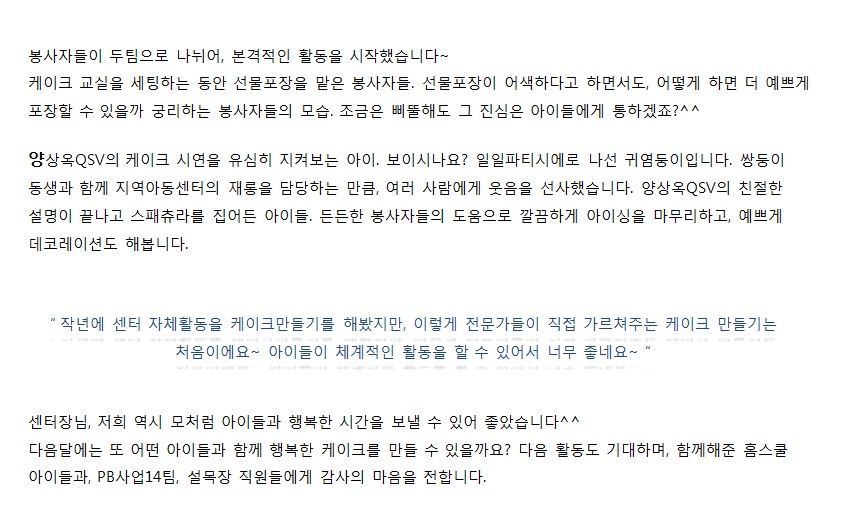 봉사자들이 두팀으로 나뉘어, 본격적인 활동을 시작했습니다~
케이크 교실을 세팅하는 동안 선물포장을 맡은 봉사자들. 선물포장이 어색하다고 하면서도, 어떻게 하면 더 예쁘게
포장할 수 있을까 궁리하는 봉사자들의 모습. 조금은 삐뚤해도 그 진심은 아이들에게 통하겠죠?^^
양상옥QSV의 케이크 시연을 유심히 지켜보는 아이. 보이시나요? 일일파티시에로 나선 귀염둥이입니다. 쌍둥이
동생과 함께 지역아동센터의 재롱을 담당하는 만큼, 여러 사람에게 웃음을 선사했습니다. 양상옥QSV의 친절한
설명이 끝나고 스패츄라를 집어든 아이들. 든든한 봉사자들의 도움으로 깔끔하게 아이싱을 마무리하고, 예쁘게
데코레이션도 해봅니다.
“ 작년에 센터 자체활동을 케이크만들기를 해봤지만, 이렇게 전문가들이 직접 가르쳐주는 케이크 만들기는
처음이에요~ 아이들이 체계적인 활동을 할 수 있어서 너무 좋네요~ “
센터장님, 저희 역시 모처럼 아이들과 행복한 시간을 보낼 수 있어 좋았습니다^^
다음달에는 또 어떤 아이들과 함께 행복한 케이크를 만들 수 있을까요? 다음 활동도 기대하며, 함께해준 홈스쿨
아이들과, PB사업14팀, 설목장 직원들에게 감사의 마음을 전합니다.